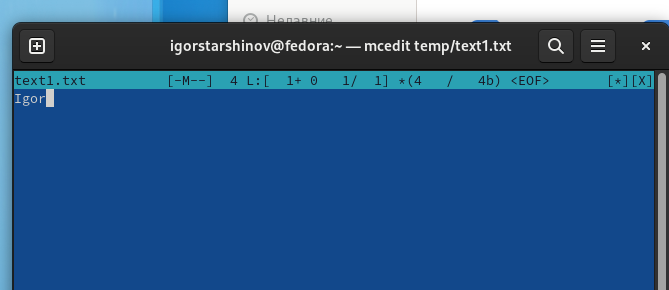 Недавние
igorstarshinov@fedora:~ — mcedit temp/text1.txt
text1.txt [-M--] 4 L:[ 1+ 0 1/ 1] *(4 / 4b) <EOF> [*][X]
Igor